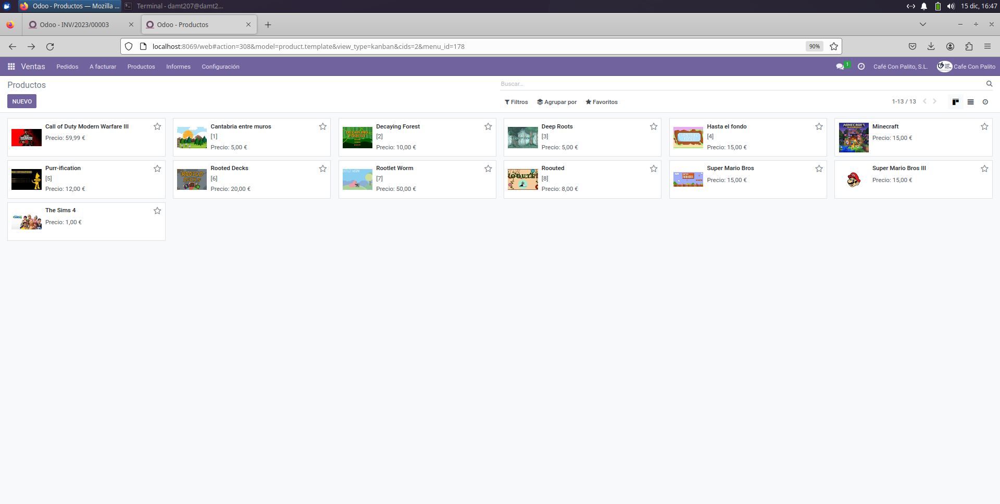 Odoo - Productos — Mozilla ...
Terminal - damt207@damt2...
15 dic, 16:47
Odoo - INV/2023/00003
Odoo - Productos
localhost:8069/web#action=308&model=product.template&view_type=kanban&cids=2&menu_id=178
90%
Ventas
Pedidos
A facturar
Productos
Informes
Configuración
1
Café Con Palito, S.L.
Cafe Con Palito
Productos
Buscar...
NUEVO
Filtros
Agrupar por
Favoritos
1-13 / 13
Call of Duty Modern Warfare III
Precio: 59,99 €
Cantabria entre muros
[1]
Precio: 5,00 €
DECAYING
FOREST
Decaying Forest
[2]
Precio: 10,00 €
Deep Roots
[3]
Precio: 5,00 €
Hasta el fondo
[4]
Precio: 15,00 €
MINECRAFT
Minecraft
Precio: 15,00 €
Purr-ification
[5]
Precio: 12,00 €
ROOTED
DECKS
Rooted Decks
[6]
Precio: 20,00 €
ROOTLET WORM
Rootlet Worm
[7]
Precio: 50,00 €
Roouted
[8]
Precio: 8,00 €
Super Mario Bros
Precio: 15,00 €
Super Mario Bros III
Precio: 15,00 €
The Sims 4
Precio: 1,00 €